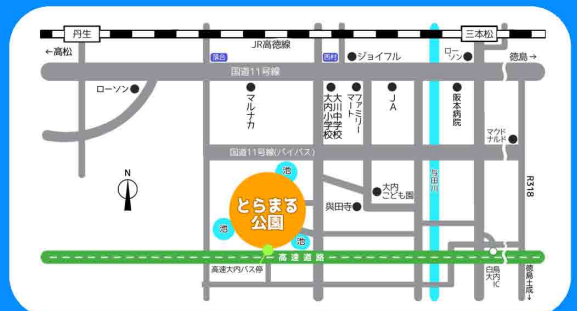 丹生
三本松
←高松
JR高徳線
徳島→
落合
西村
ジョイフル
ローソン
国道11号線
ローソン
マルナカ
大川中学校
大内小学校
ファミリーマート
JA
阪本病院
マクドナルド
国道11号線(バイパス)
池
N
とらまる
公園
大内
こども園
與田寺
与田川
R318
池
池
高速道路
高速大内バス停
白鳥
大内
IC
徳島土成→